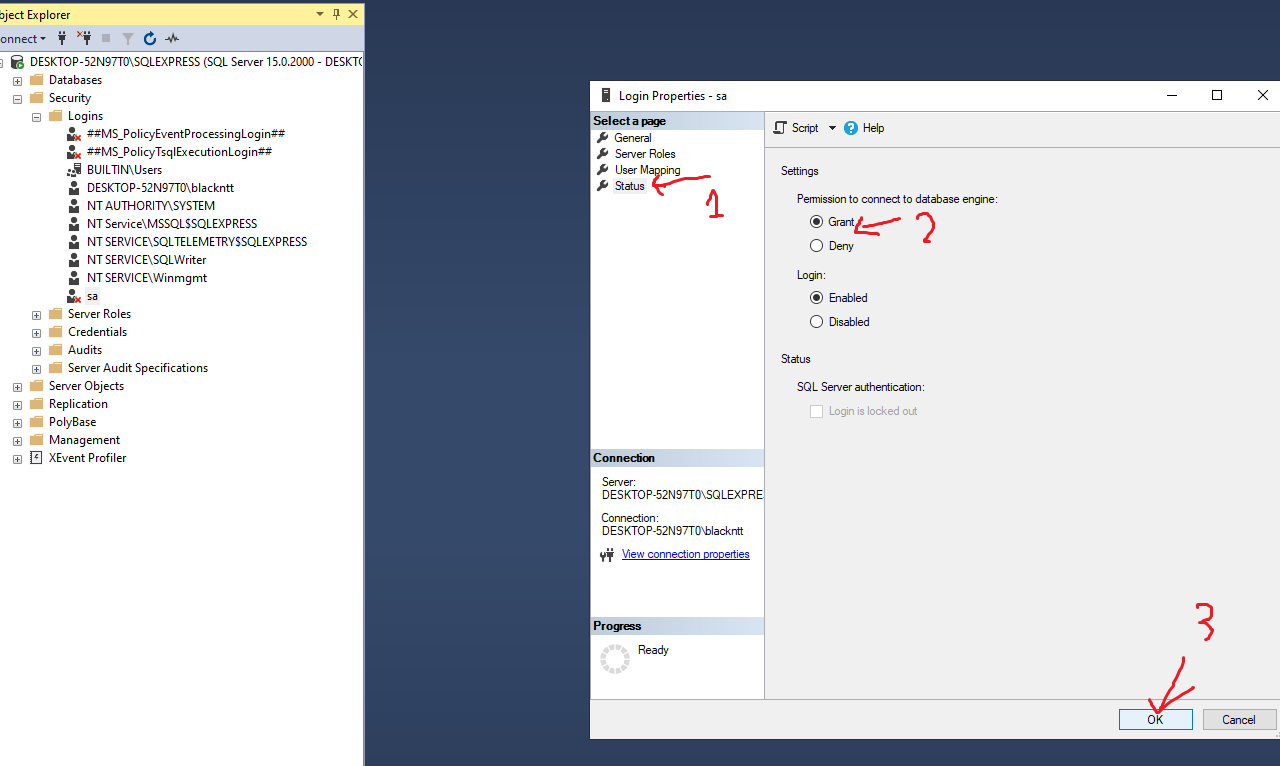 bject Explorer
onnect
DESKTOP-52N97T0\SQLEXPRESS (SQL Server 15.0.2000 - DESKT
Databases
Security
Logins
##MS_PolicyEventProcessingLogin##
##MS_PolicyTsqlExecutionLogin##
BUILTIN\Users
DESKTOP-52N97T0\blackntt
NT AUTHORITY\SYSTEM
NT Service\MSSQL$SQLEXPRESS
NT SERVICE\SQLTELEMETRY$SQLEXPRESS
NT SERVICE\SQLWriter
NT SERVICE\Winmgmt
sa
Server Roles
Credentials
Audits
Server Audit Specifications
Server Objects
Replication
PolyBase
Management
XEvent Profiler
Login Properties - sa
Select a page
General
Server Roles
User Mapping
Status
1
Connection
Server:
DESKTOP-52N97T0\SQLEXPRE
Connection:
DESKTOP-52N97T0\blackntt
View connection properties
Progress
Ready
Script
Help
Settings
Permission to connect to database engine:
Grant
2
Deny
Login:
Enabled
Disabled
Status
SQL Server authentication:
Login is locked out
3
OK
Cancel